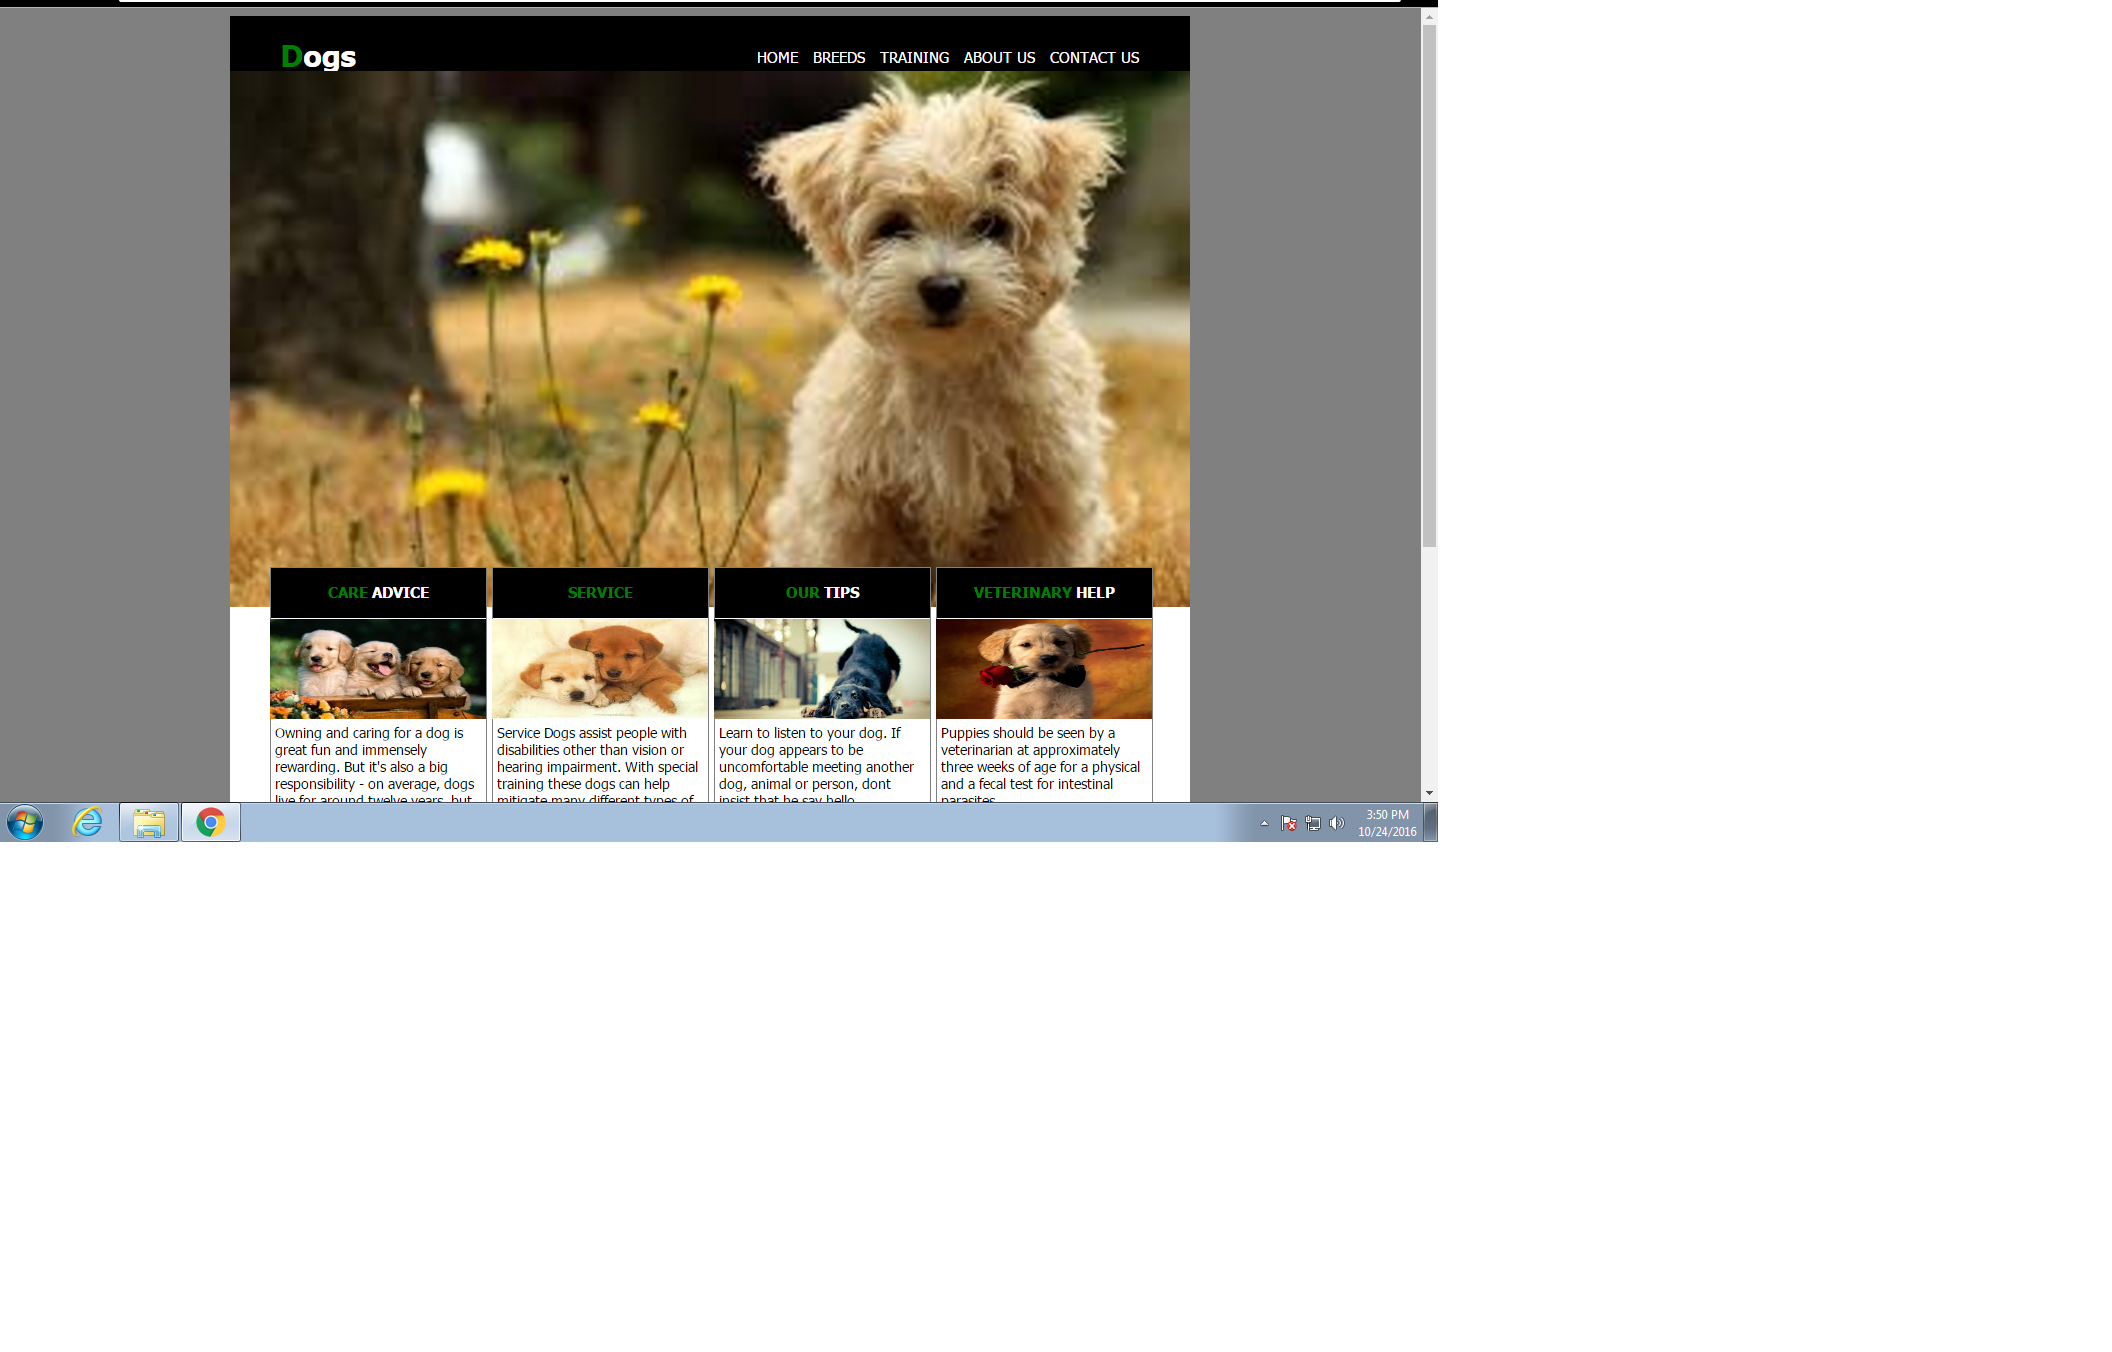 Dogs
HOME BREEDS TRAINING ABOUT US CONTACT US
CARE ADVICE
Owning and caring for a dog is
great fun and immensely
rewarding. But it's also a big
responsibility - on average, dogs
live for around twelve years, but
SERVICE
Service Dogs assist people with
disabilities other than vision or
hearing impairment. With special
training these dogs can help
mitigate many different types of
OUR TIPS
Learn to listen to your dog. If
your dog appears to be
uncomfortable meeting another
dog, animal or person, dont
insist that he say hello.
VETERINARY HELP
Puppies should be seen by a
veterinarian at approximately
three weeks of age for a physical
and a fecal test for intestinal
parasites.
3:50 PM
10/24/2016